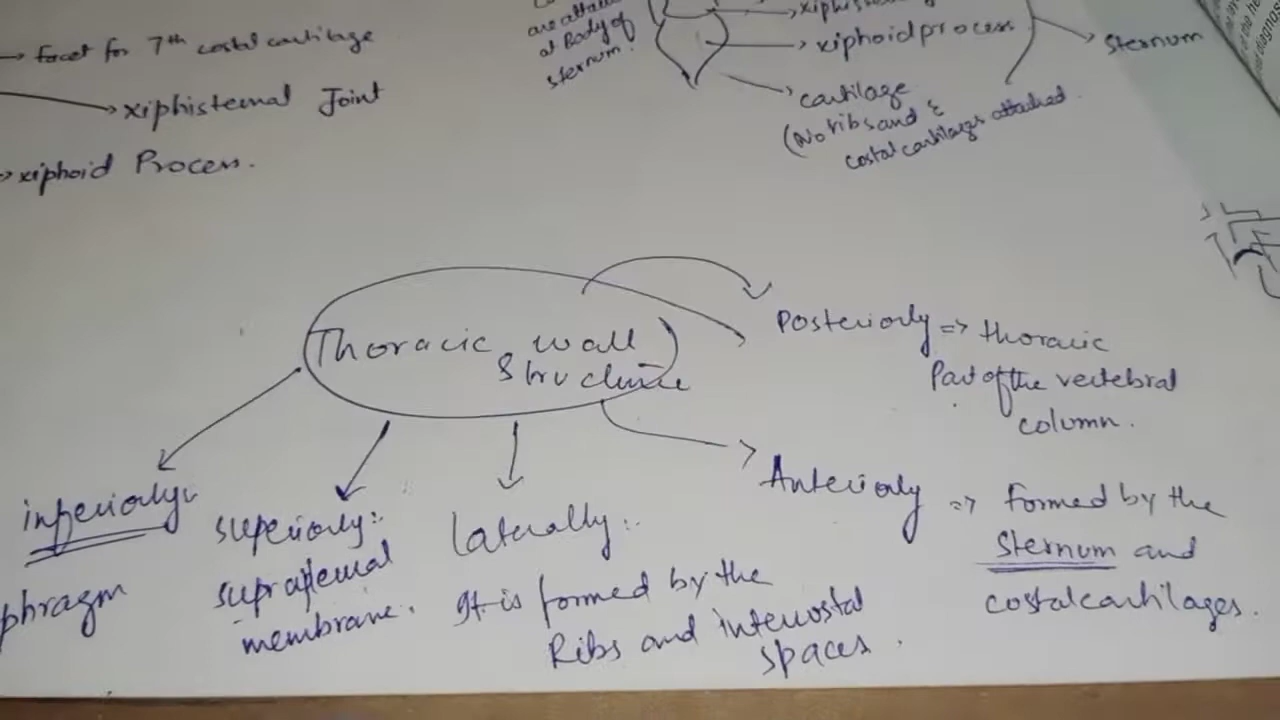 are attached
at Body of
sternum.
→ facet for 7th costal cartilage
→ xiphisternal Joint
→ xiphoid Process.
→ xiphoid process
→ cartilage
(No ribs and &
costal cartilages attached.
→ Sternum
Thoracic wall
Structure
Posteriorly => thoracic
Part of the vertebral
column.
Anteriorly => formed by the
sternum and
costal cartilages.
laterally:
It is formed by the
Ribs and intercostal
spaces.
superiorly:
suprapleural
membrane.
inferiorly:
phragm